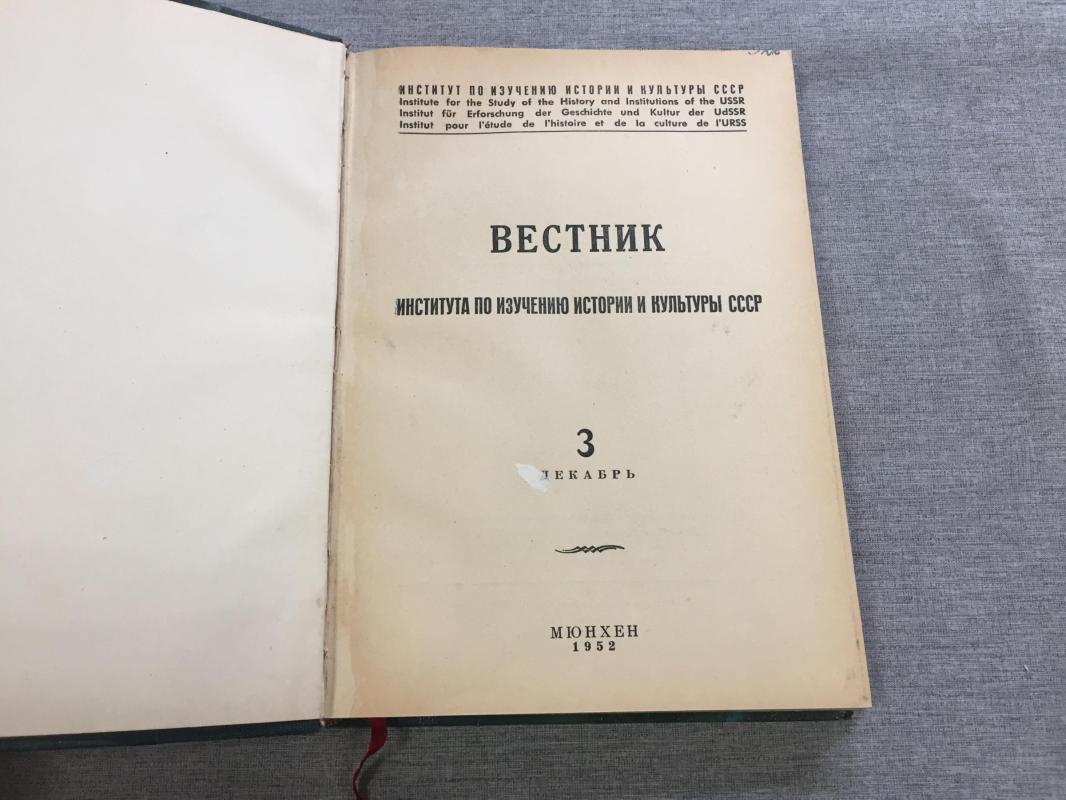 ИНСТИТУТ ПО ИЗУЧЕНИЮ ИСТОРИИ И КУЛЬТУРЫ СССР
Institute for the Study of the History and Institutions of the USSR
Institut für Erforschung der Geschichte und Kultur der UdSSR
Institut pour l'étude de l'histoire et de la culture de l'URSS
ВЕСТНИК
ИНСТИТУТА ПО ИЗУЧЕНИЮ ИСТОРИИ И КУЛЬТУРЫ СССР
3
ДЕКАБРЬ
МЮНХЕН
1952